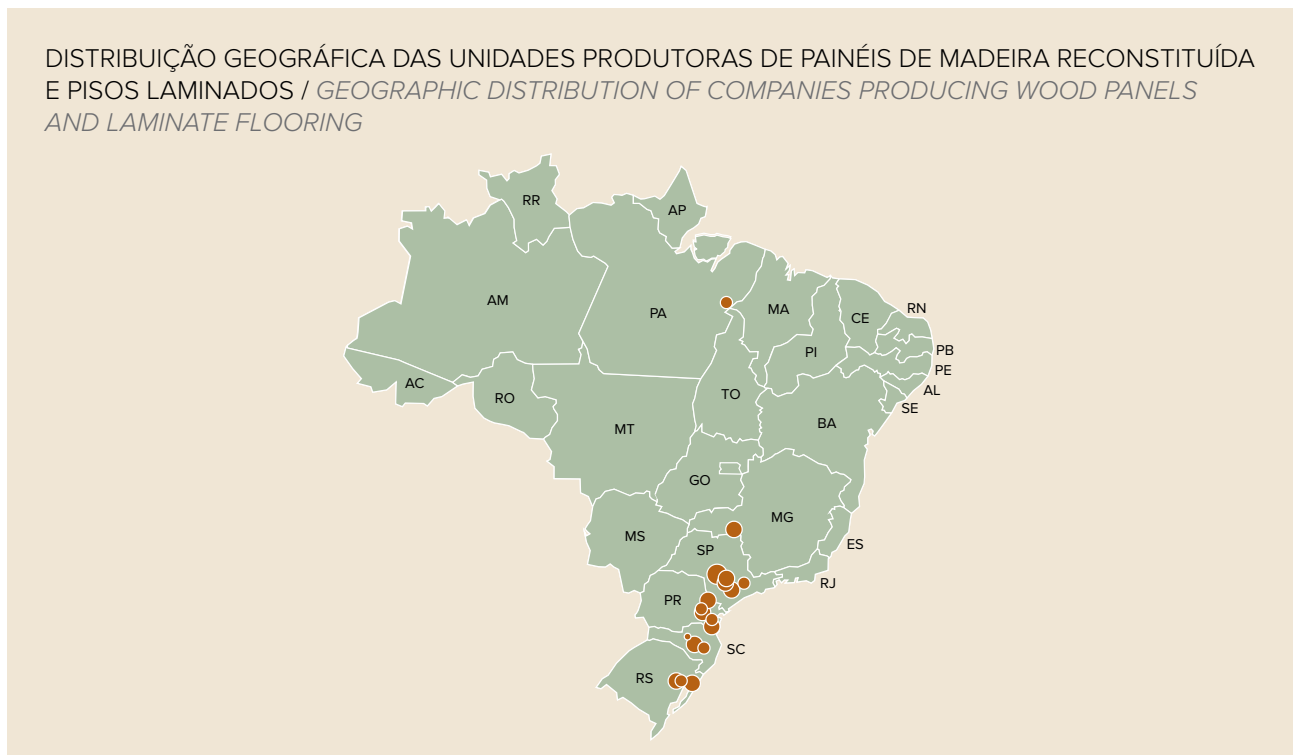 DISTRIBUIÇÃO GEOGRÁFICA DAS UNIDADES PRODUTORAS DE PAINÉIS DE MADEIRA RECONSTITUÍDA
E PISOS LAMINADOS / GEOGRAPHIC DISTRIBUTION OF COMPANIES PRODUCING WOOD PANELS
AND LAMINATE FLOORING
RR
AP
AM
PA
MA
CE
RN
PI
PB
PE
AC
RO
TO
AL
SE
MT
BA
GO
MG
MS
SP
ES
RJ
PR
SC
RS